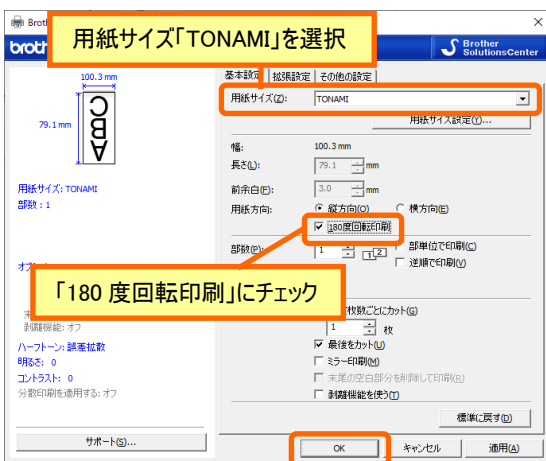 Brot
用紙サイズ「TONAMI」を選択
brot
Brother
SolutionsCenter
基本設定
拡張設定
その他の設定
100.3 mm
79.1 mm
ABC
用紙サイズ(Z):
TONAMI
用紙サイズ設定(Y)...
幅:
100.3 mm
長さ(L):
79.1
mm
前余白(F):
3.0
mm
用紙サイズ: TONAMI
部数 : 1
用紙方向:
縦方向(O)
横方向(E)
180度回転印刷
部数(P):
1
1 2
部単位で印刷(C)
逆順で印刷(V)
「180 度回転印刷」にチェック
枚数ごとにカット(G)
1
枚
剥離機能: オフ
最後をカット(U)
ハーフトーン: 誤差拡散
ミラー印刷(M)
明るさ: 0
末尾の空白部分を削除して印刷(R)
コントラスト: 0
剥離機能を使う(T)
分散印刷を適用する: オフ
標準に戻す(D)
サポート(S)...
OK
キャンセル
適用(A)